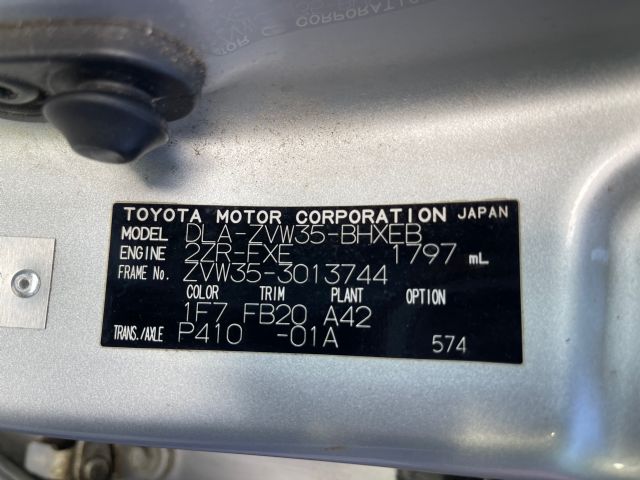 TOYOTA MOTOR CORPORATION JAPAN
MODEL DLA-ZVW35-BHXEB
ENGINE 2ZR-FXE 1797 mL
FRAME No. ZVW35-3013744
COLOR TRIM PLANT OPTION
1F7 FB20 A42
TRANS./AXLE P410 -01A 574